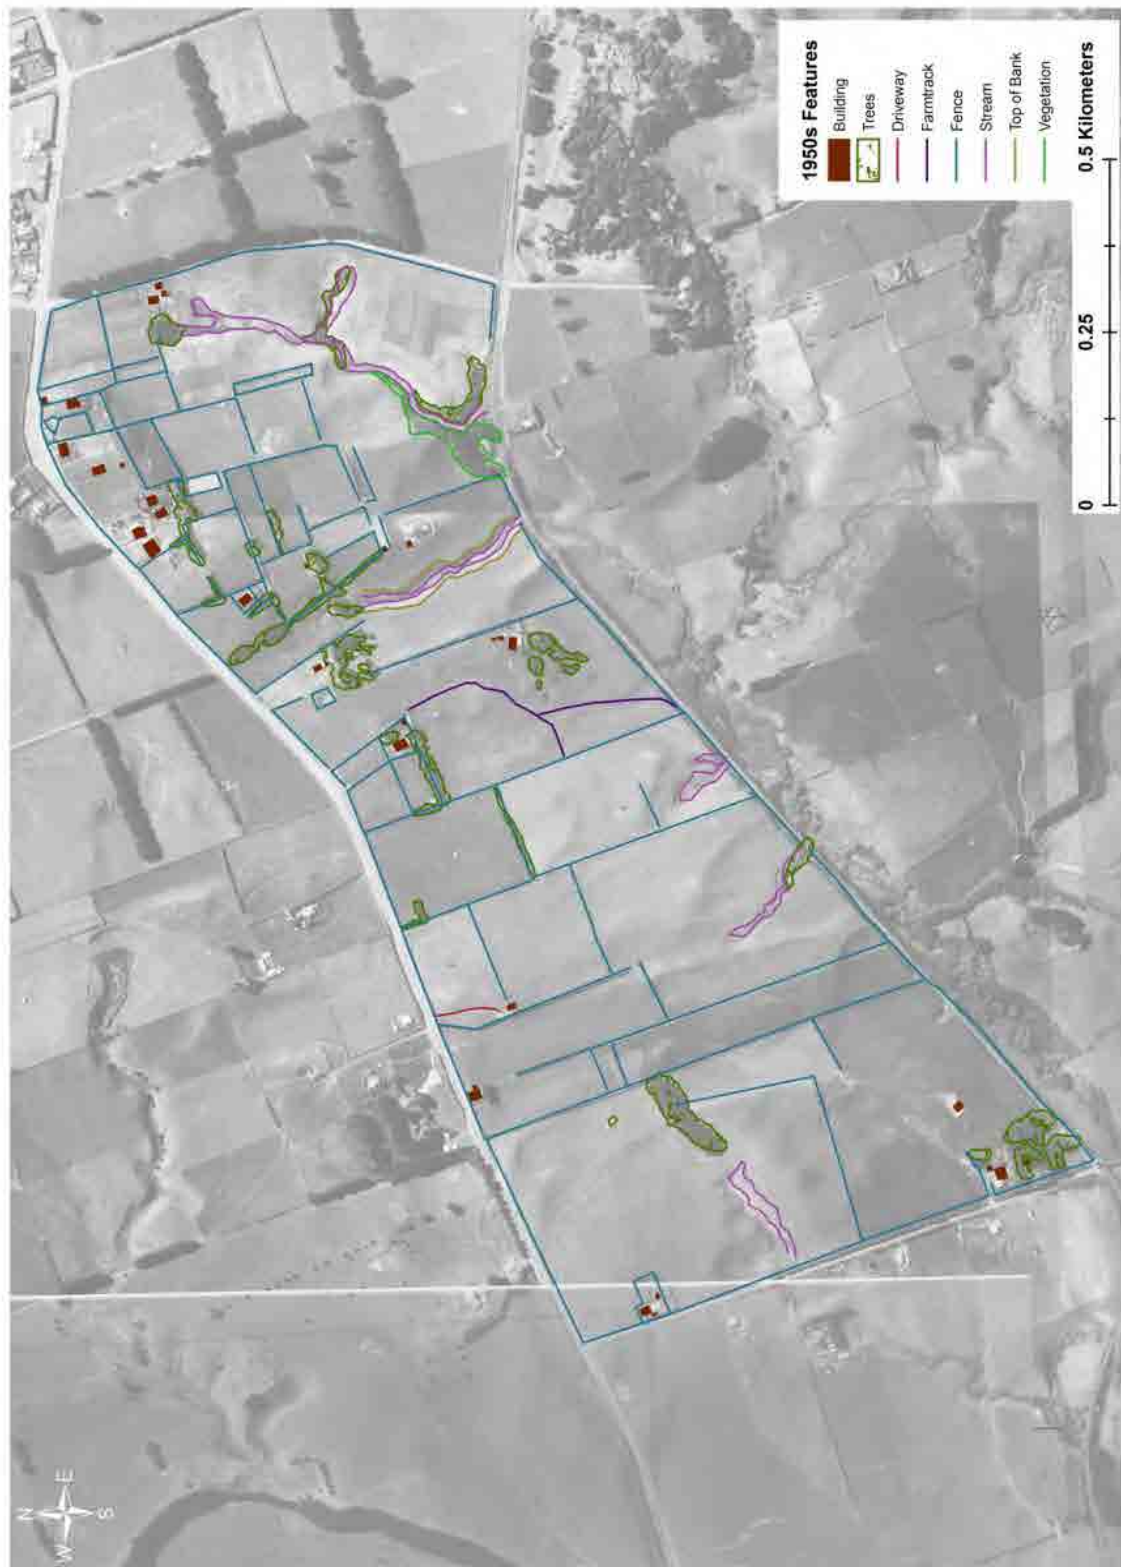 N
W
E
S
1950s Features
Building
Trees
Driveway
Farmtrack
Fence
Stream
Top of Bank
Vegetation
0 0.25 0.5 Kilometers